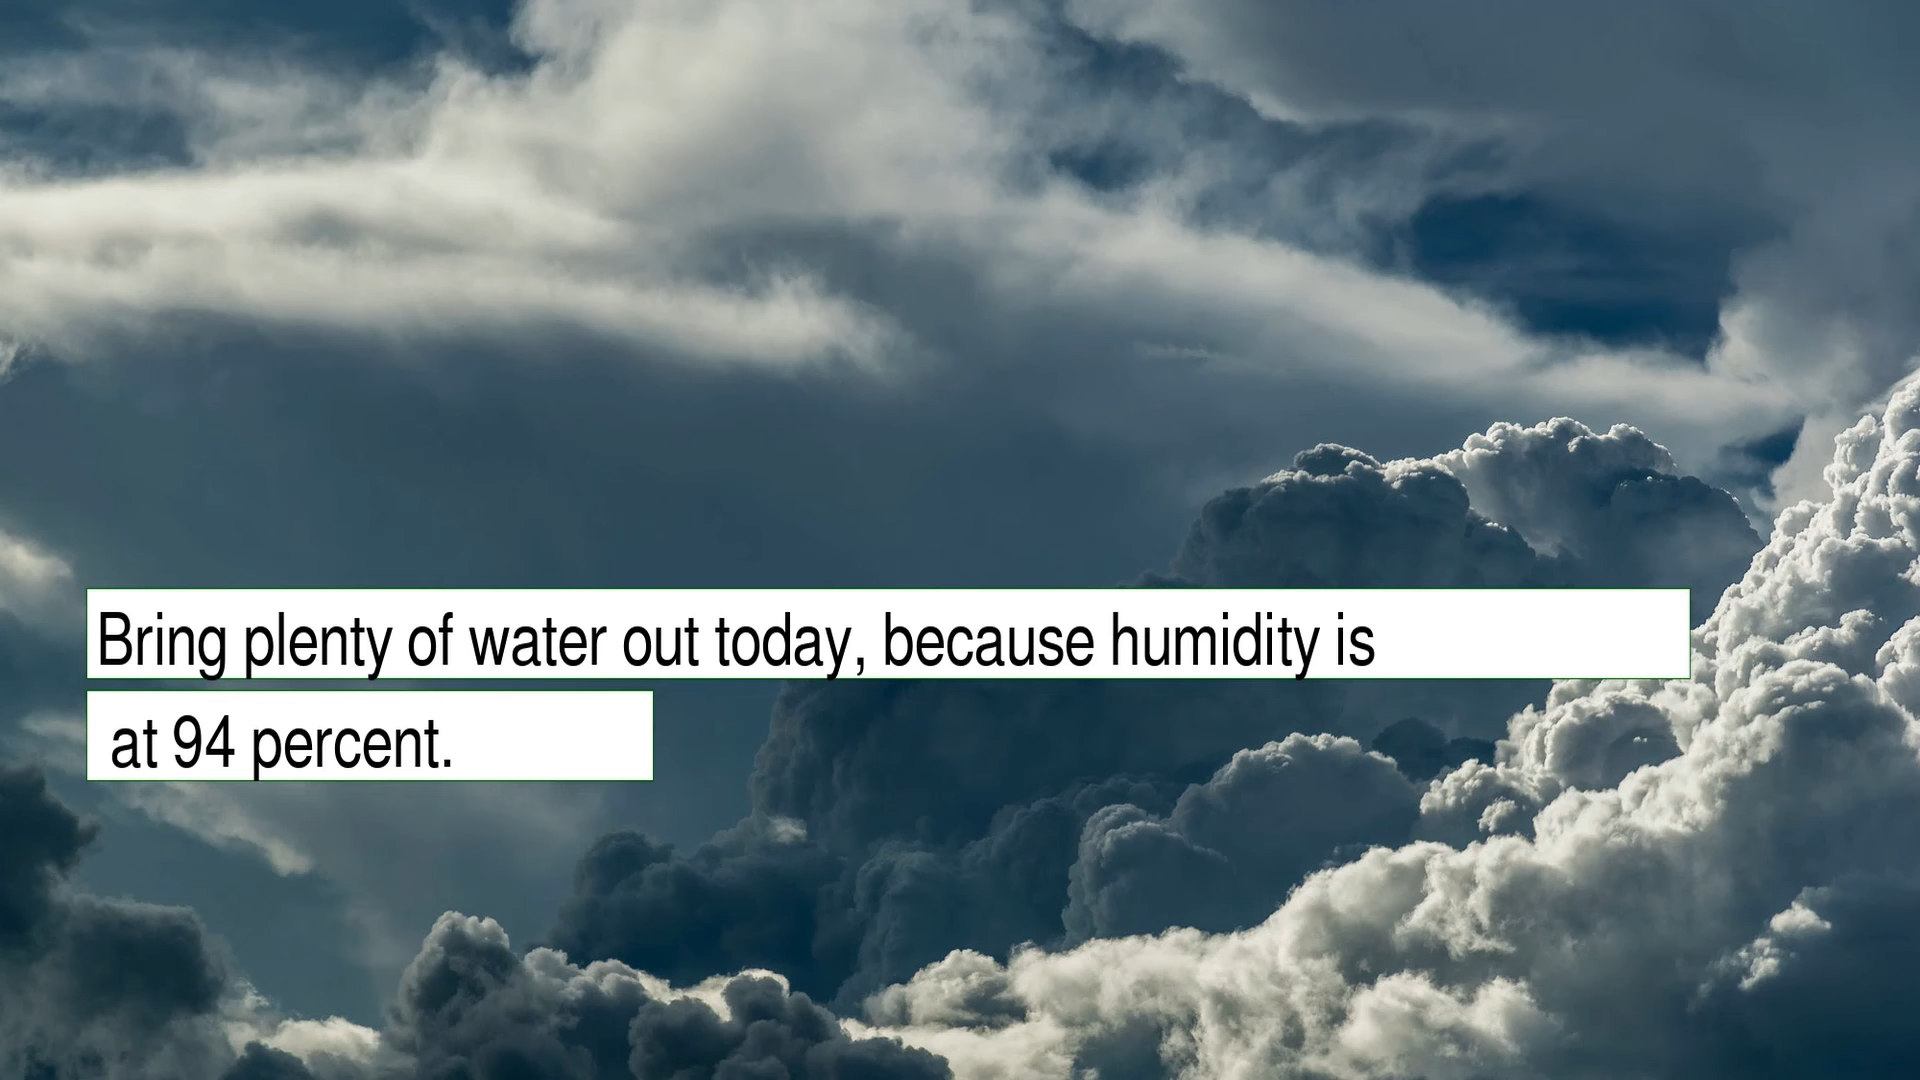 Bring plenty of water out today, because humidity is
at 94 percent.